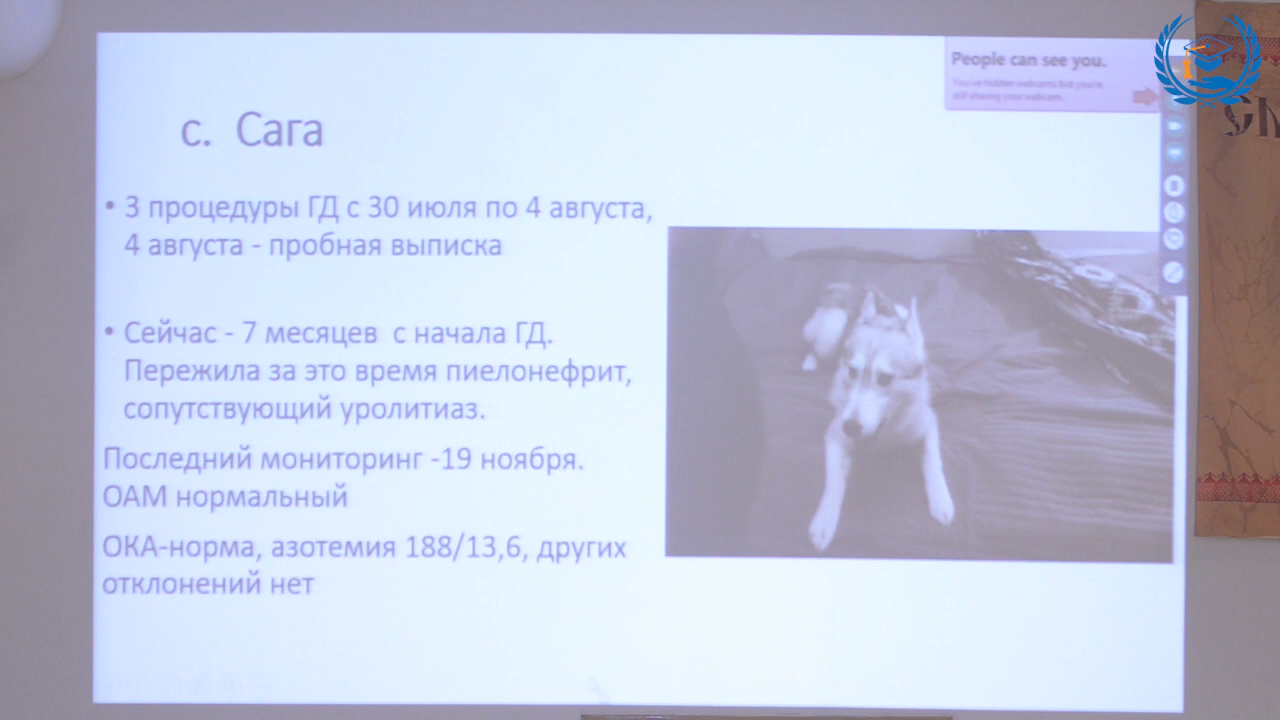 People can see you.
You've hidden webcams but you're
still sharing your webcam.
с. Сага
• 3 процедуры ГД с 30 июля по 4 августа,
4 августа - пробная выписка
• Сейчас - 7 месяцев с начала ГД.
Пережила за это время пиелонефрит,
сопутствующий уролитиаз.
Последний мониторинг -19 ноября.
ОАМ нормальный
ОКА-норма, азотемия 188/13,6, других
отклонений нет